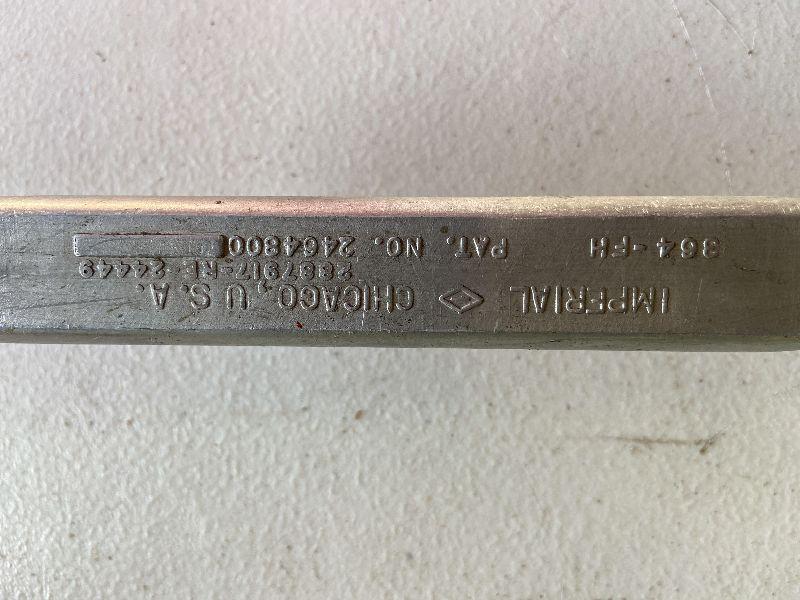 IMPERIAL CHICAGO, U.S.A.
2887917-RE-24449
364-FH PAT. NO. 2464800